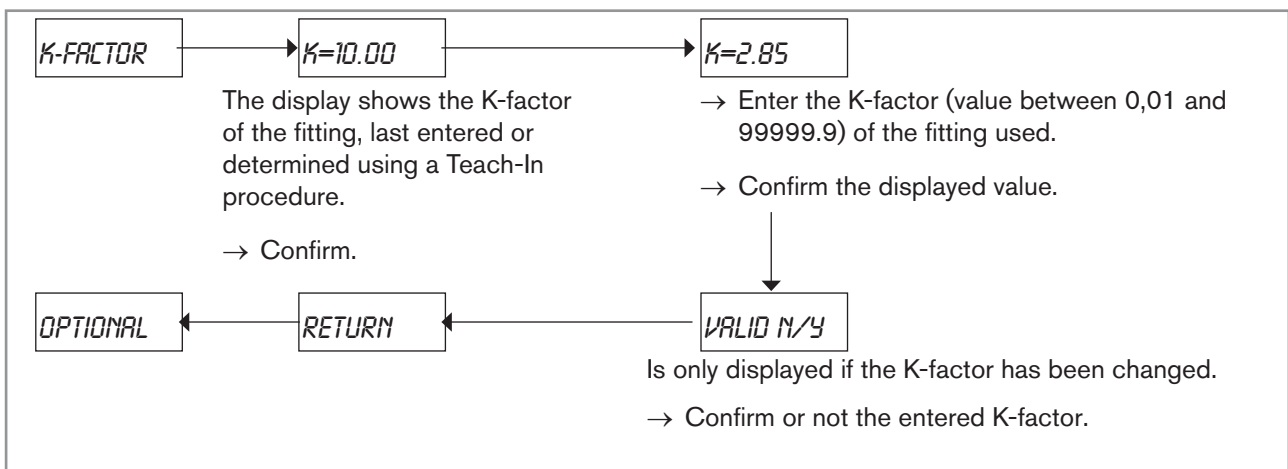 K-FACTOR
K=10.00
K=2.85
The display shows the K-factor
of the fitting, last entered or
determined using a Teach-In
procedure.
→ Confirm.
→ Enter the K-factor (value between 0,01 and
99999.9) of the fitting used.
→ Confirm the displayed value.
OPTIONAL
RETURN
VALID N/Y
Is only displayed if the K-factor has been changed.
→ Confirm or not the entered K-factor.